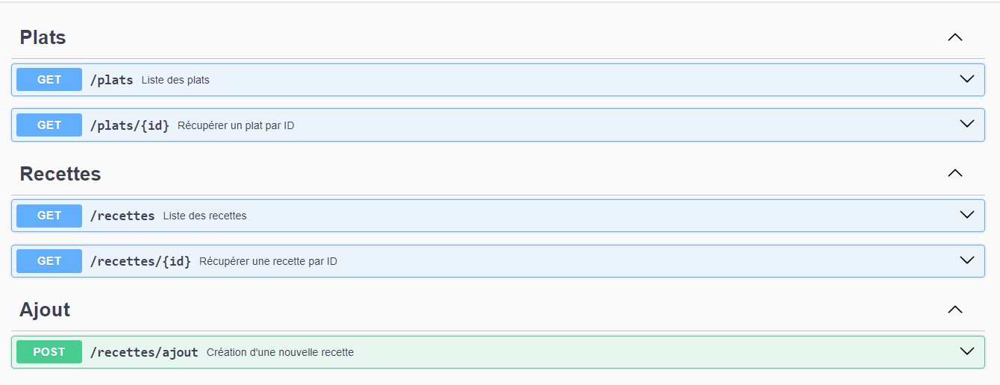 Plats
GET /plats Liste des plats
GET /plats/{id} Récupérer un plat par ID
Recettes
GET /recettes Liste des recettes
GET /recettes/{id} Récupérer une recette par ID
Ajout
POST /recettes/ajout Création d'une nouvelle recette